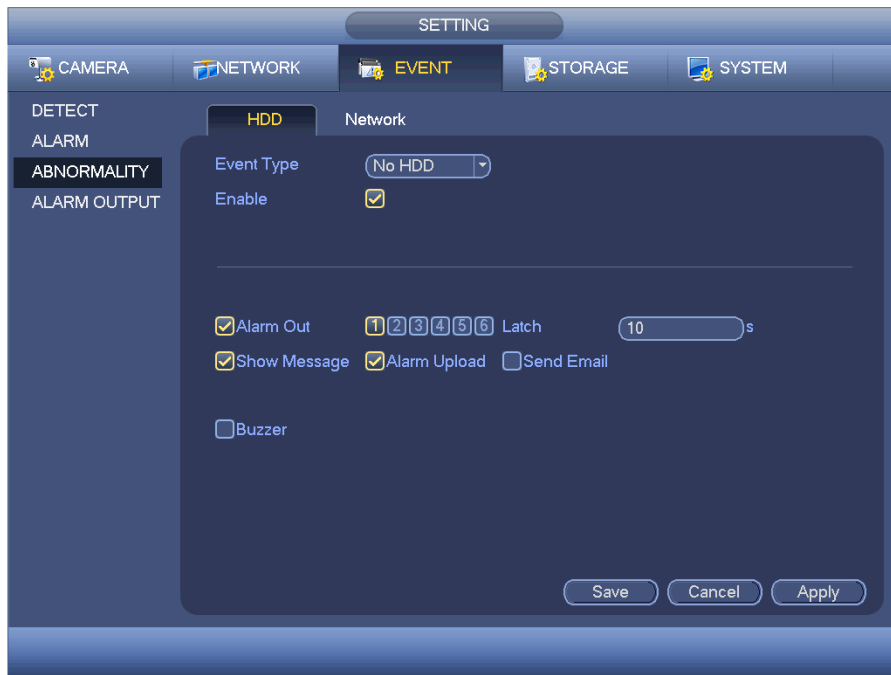 SETTING
CAMERA NETWORK EVENT STORAGE SYSTEM
DETECT
ALARM
ABNORMALITY
ALARM OUTPUT
HDD Network
Event Type No HDD
Enable
Alarm Out 1 2 3 4 5 6 Latch 10 s
Show Message Alarm Upload Send Email
Buzzer
Save Cancel Apply